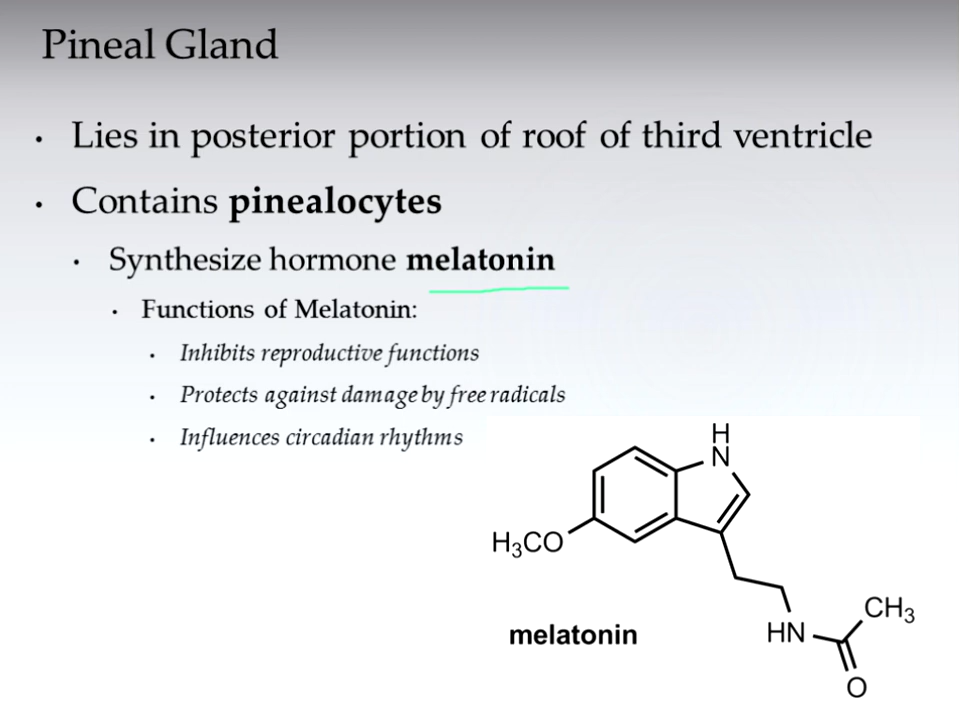 Pineal Gland
• Lies in posterior portion of roof of third ventricle
• Contains pinealocytes
• Synthesize hormone melatonin
• Functions of Melatonin:
• Inhibits reproductive functions
• Protects against damage by free radicals
• Influences circadian rhythms
H
N
H₃CO
CH₃
HN
melatonin
O